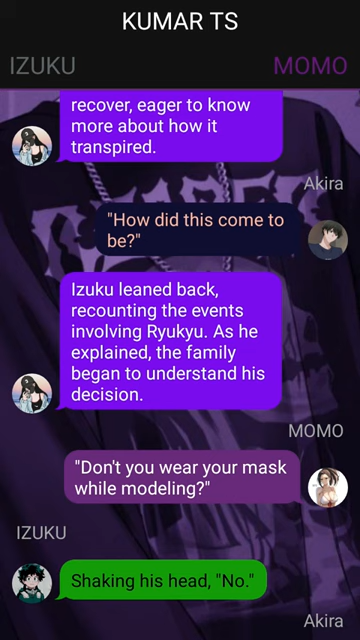 KUMAR TS
IZUKU
MOMO
recover, eager to know
more about how it
transpired.
Akira
"How did this come to
be?"
Izuku leaned back,
recounting the events
involving Ryukyu. As he
explained, the family
began to understand his
decision.
MOMO
"Don't you wear your mask
while modeling?"
IZUKU
Shaking his head, "No."
Akira